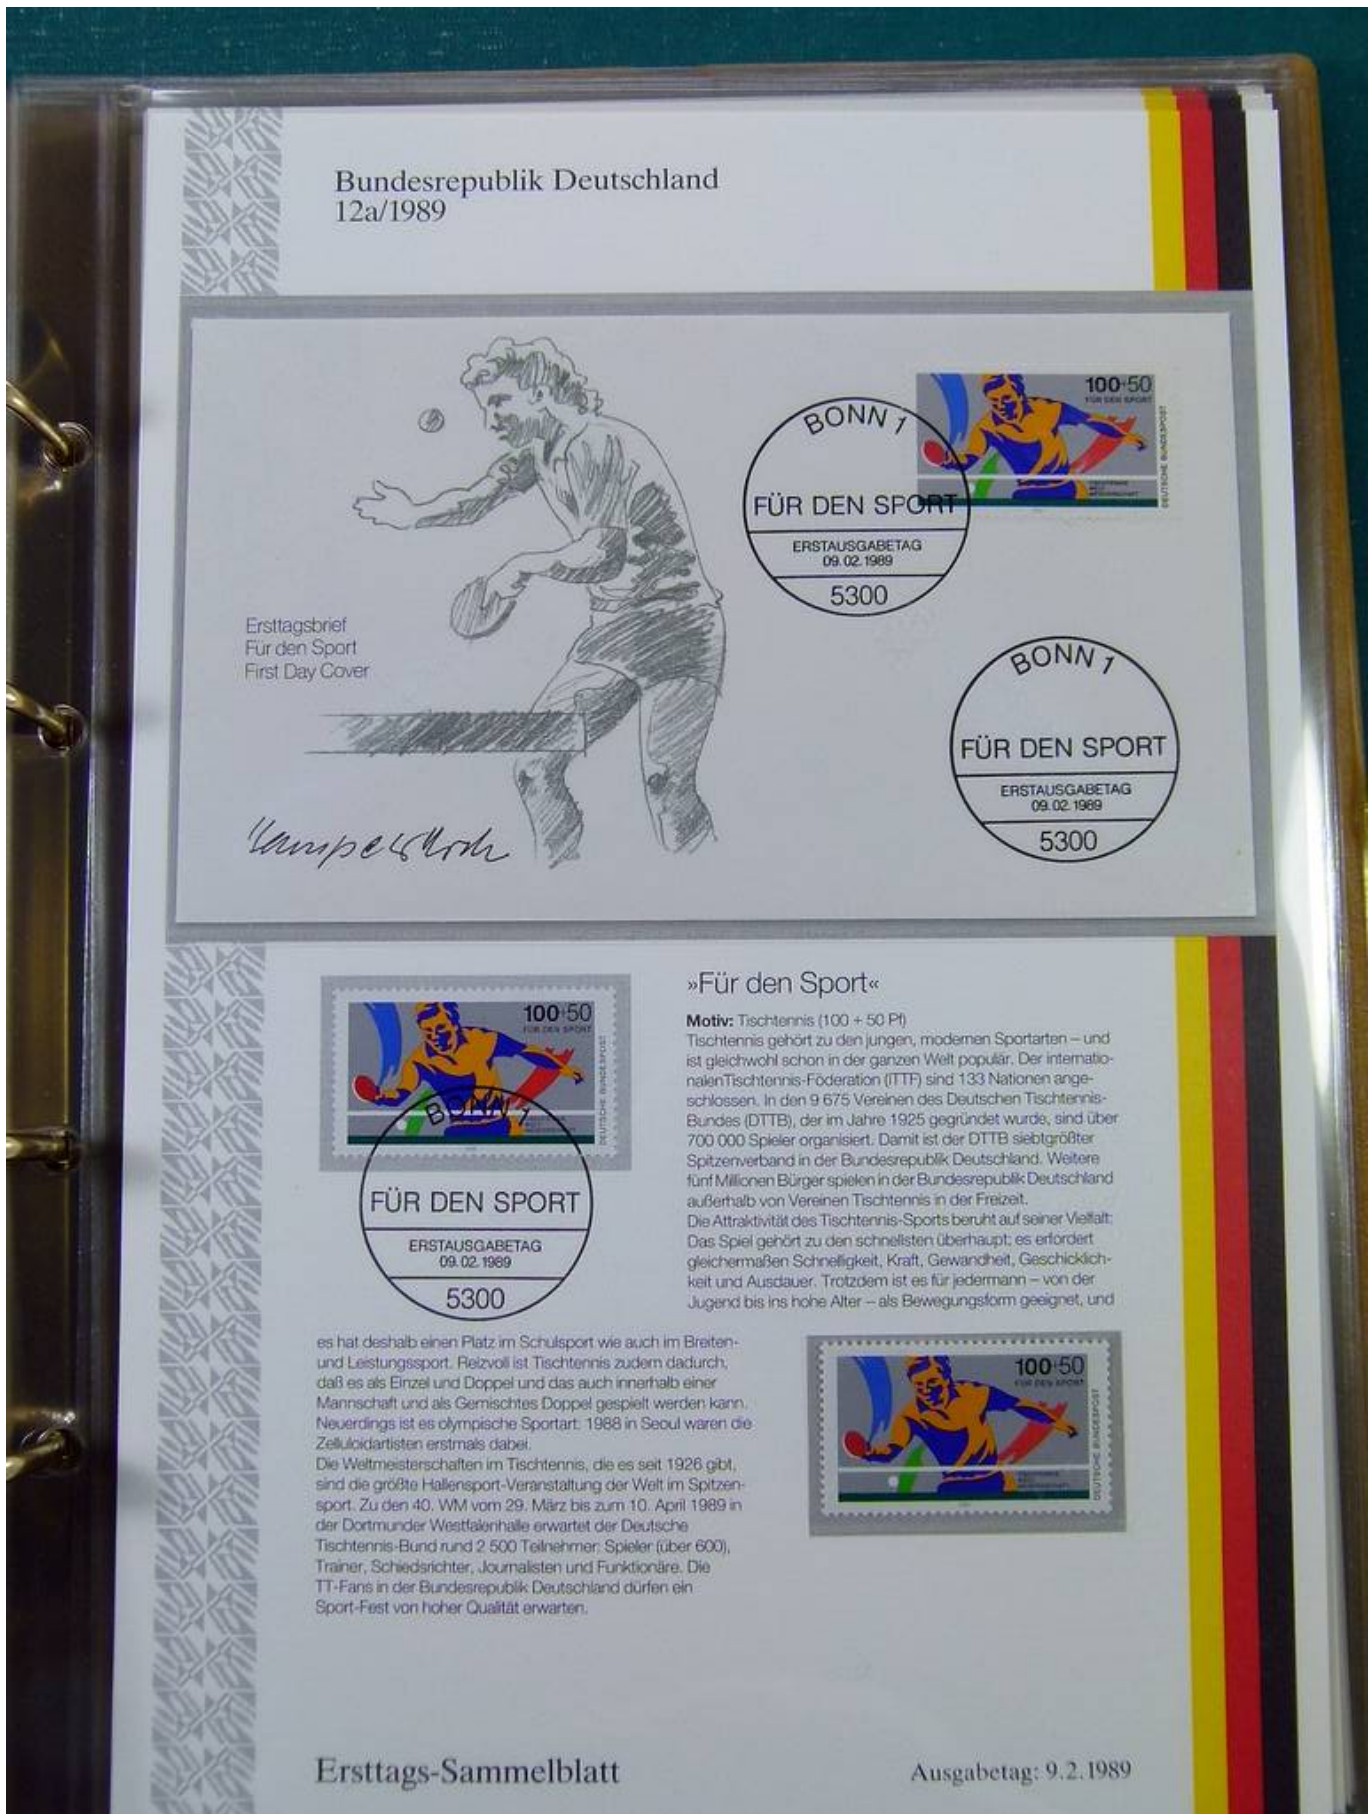 Bundesrepublik Deutschland
12a/1989
100+50
FÜR DEN SPORT
DEUTSCHE BUNDESPOST
BONN 1
FÜR DEN SPORT
ERSTAUSGABETAG
09.02.1989
5300
Ersttagsbrief
Für den Sport
First Day Cover
BONN 1
FÜR DEN SPORT
ERSTAUSGABETAG
09.02.1989
5300
100+50
FÜR DEN SPORT
DEUTSCHE BUNDESPOST
BONN 1
FÜR DEN SPORT
ERSTAUSGABETAG
09.02.1989
5300
»Für den Sport«
Motiv: Tischtennis (100 + 50 Pf)
Tischtennis gehört zu den jungen, modernen Sportarten – und
ist gleichwohl schon in der ganzen Welt populär. Der internatio-
nalenTischtennis-Föderation (ITTF) sind 133 Nationen ange-
schlossen. In den 9 675 Vereinen des Deutschen Tischtennis-
Bundes (DTTB), der im Jahre 1925 gegründet wurde, sind über
700 000 Spieler organisiert. Damit ist der DTTB siebtgrößter
Spitzenverband in der Bundesrepublik Deutschland. Weitere
fünf Millionen Bürger spielen in der Bundesrepublik Deutschland
außerhalb von Vereinen Tischtennis in der Freizeit.
Die Attraktivität des Tischtennis-Sports beruht auf seiner Vielfalt:
Das Spiel gehört zu den schnellsten überhaupt; es erfordert
gleichermaßen Schnelligkeit, Kraft, Gewandheit, Geschicklich-
keit und Ausdauer. Trotzdem ist es für jedermann – von der
Jugend bis ins hohe Alter – als Bewegungsform geeignet, und
es hat deshalb einen Platz im Schulsport wie auch im Breiten-
und Leistungssport. Reizvoll ist Tischtennis zudem dadurch,
daß es als Einzel und Doppel und das auch innerhalb einer
Mannschaft und als Gemischtes Doppel gespielt werden kann.
Neuerdings ist es olympische Sportart: 1988 in Seoul waren die
Zelluloidartisten erstmals dabei.
Die Weltmeisterschaften im Tischtennis, die es seit 1926 gibt,
sind die größte Hallensport-Veranstaltung der Welt im Spitzen-
sport. Zu den 40. WM vom 29. März bis zum 10. April 1989 in
der Dortmunder Westfalenhalle erwartet der Deutsche
Tischtennis-Bund rund 2 500 Teilnehmer: Spieler (über 600),
Trainer, Schiedsrichter, Journalisten und Funktionäre. Die
TT-Fans in der Bundesrepublik Deutschland dürfen ein
Sport-Fest von hoher Qualität erwarten.
100+50
FÜR DEN SPORT
DEUTSCHE BUNDESPOST
Ersttags-Sammelblatt
Ausgabetag: 9.2.1989